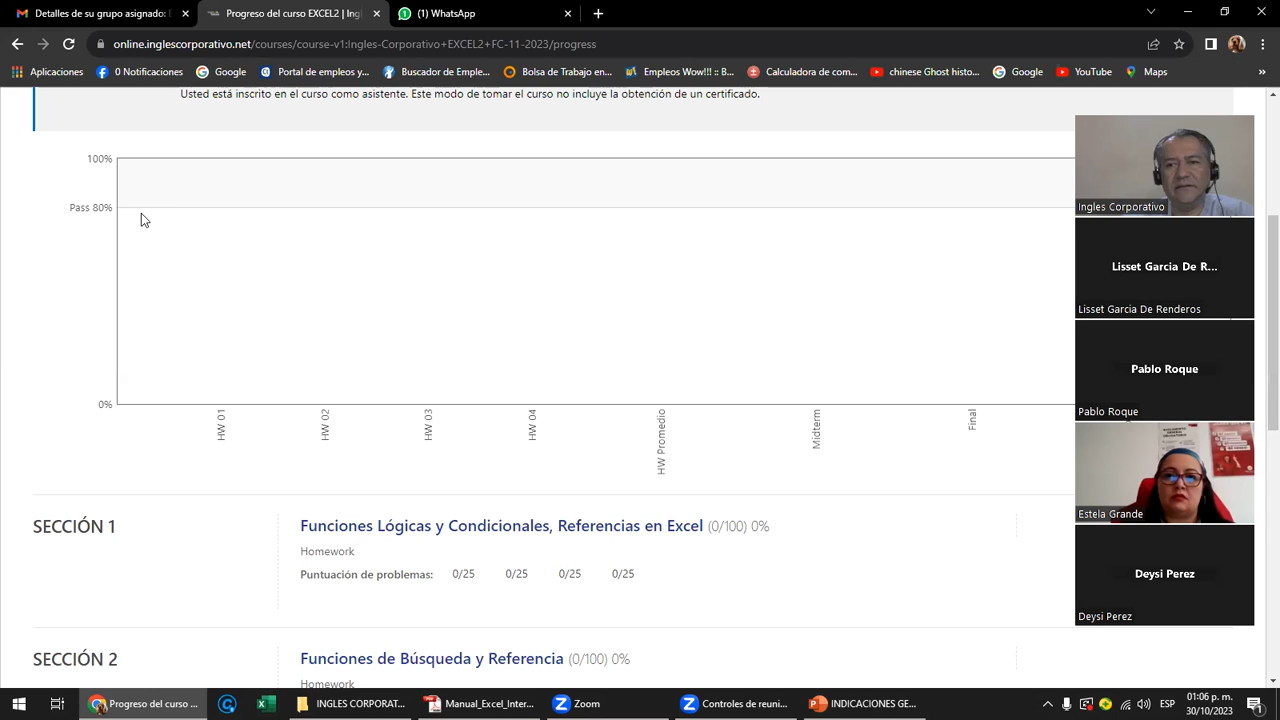 Detalles de su grupo asignado:
Progreso del curso EXCEL2 | Ingl
(1) WhatsApp
online.inglescorporativo.net/courses/course-v1:Ingles-Corporativo+EXCEL2+FC-11-2023/progress
Aplicaciones
0 Notificaciones
Google
Portal de empleos y...
Buscador de Emple...
Bolsa de Trabajo en...
Empleos Wow!!! :: B...
Calculadora de com...
chinese Ghost histo...
Google
YouTube
Maps
»
Usted está inscrito en el curso como asistente. Este modo de tomar el curso no incluye la obtención de un certificado.
100%
Pass 80%
0%
HW 01
HW 02
HW 03
HW 04
HW Promedio
Midterm
Final
Ingles Corporativo
Lisset Garcia De R...
Lisset Garcia De Renderos
Pablo Roque
Pablo Roque
Estela Grande
Deysi Perez
Deysi Perez
SECCIÓN 1
Funciones Lógicas y Condicionales, Referencias en Excel (0/100) 0%
Homework
Puntuación de problemas: 0/25 0/25 0/25 0/25
SECCIÓN 2
Funciones de Búsqueda y Referencia (0/100) 0%
Homework
Progreso del curso ...
INGLES CORPORAT...
Manual_Excel_Inter...
Zoom
Controles de reuni...
INDICACIONES GE...
ESP
01:06 p. m.
30/10/2023